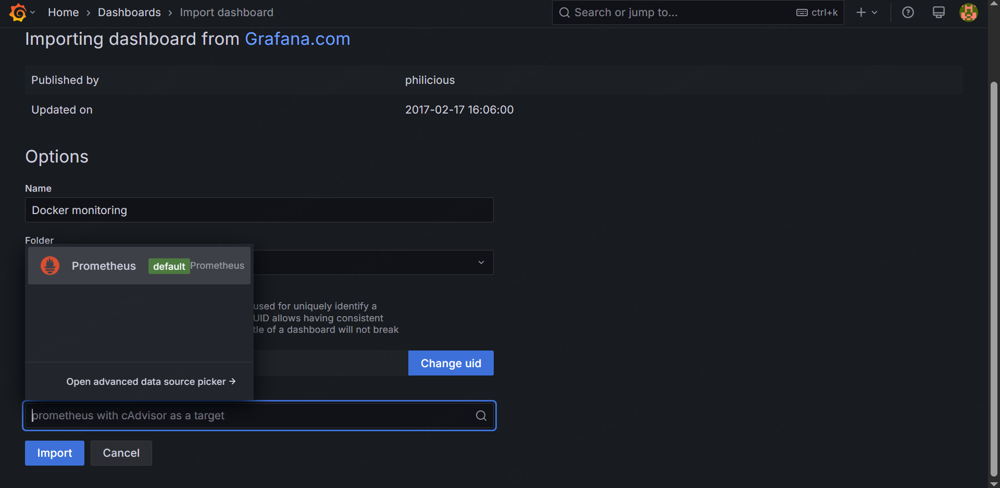 Home › Dashboards › Import dashboard
Search or jump to...
ctrl+k
Importing dashboard from Grafana.com
Published by philicious
Updated on 2017-02-17 16:06:00
Options
Name
Docker monitoring
Folder
Prometheus default Prometheus
used for uniquely identify a
UID allows having consistent
tle of a dashboard will not break
Change uid
Open advanced data source picker →
prometheus with cAdvisor as a target
Import
Cancel